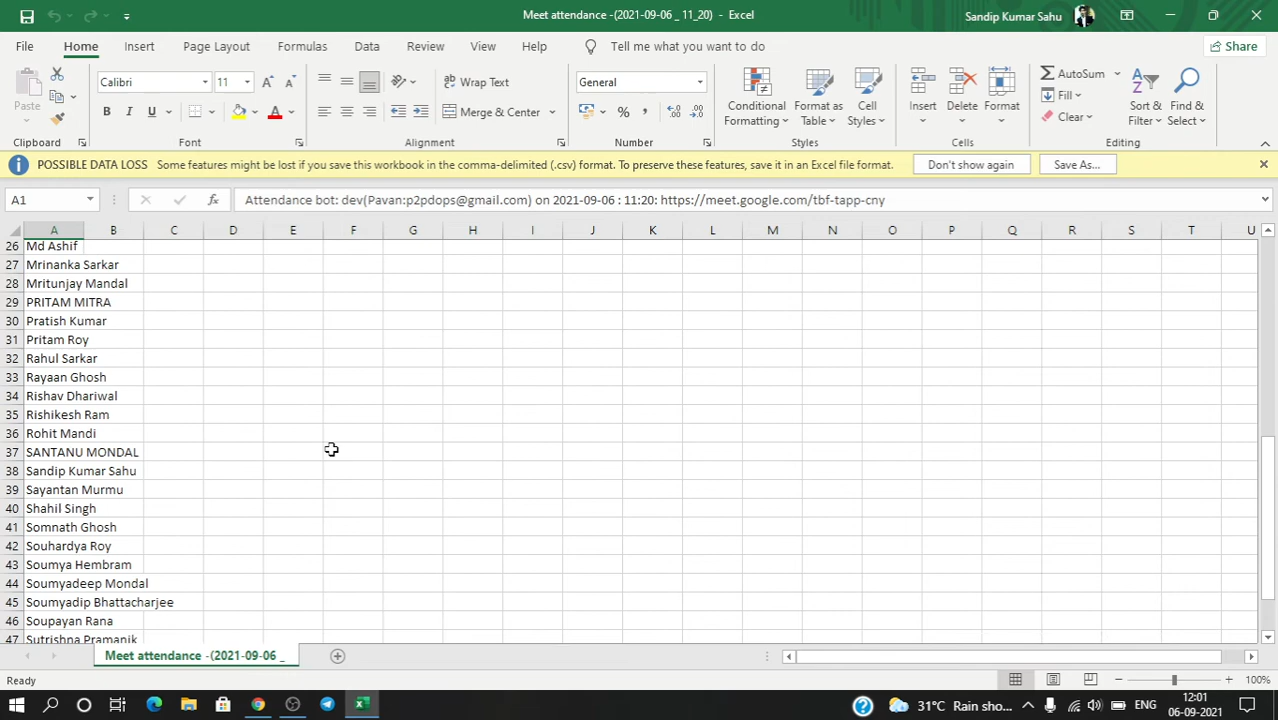 Meet attendance -(2021-09-06 _ 11_20) - Excel
Sandip Kumar Sahu
File Home Insert Page Layout Formulas Data Review View Help Tell me what you want to do Share
Paste
Clipboard
Calibri 11
B I U A
Font
Wrap Text
Merge & Center
Alignment
General
% ,
Number
Conditional Formatting
Format as Table
Cell Styles
Styles
Insert Delete Format
Cells
AutoSum
Fill
Clear
Sort & Filter
Find & Select
Editing
POSSIBLE DATA LOSS Some features might be lost if you save this workbook in the comma-delimited (.csv) format. To preserve these features, save it in an Excel file format. Don't show again Save As...
A1 fx Attendance bot: dev(Pavan:p2pdops@gmail.com) on 2021-09-06 : 11:20: https://meet.google.com/tbf-tapp-cny
A B C D E F G H I J K L M N O P Q R S T U
26 Md Ashif
27 Mrinanka Sarkar
28 Mritunjay Mandal
29 PRITAM MITRA
30 Pratish Kumar
31 Pritam Roy
32 Rahul Sarkar
33 Rayaan Ghosh
34 Rishav Dhariwal
35 Rishikesh Ram
36 Rohit Mandi
37 SANTANU MONDAL
38 Sandip Kumar Sahu
39 Sayantan Murmu
40 Shahil Singh
41 Somnath Ghosh
42 Souhardya Roy
43 Soumya Hembram
44 Soumyadeep Mondal
45 Soumyadip Bhattacharjee
46 Soupayan Rana
47 Sutrishna Pramanik
Meet attendance -(2021-09-06 _
Ready 100%
31°C Rain sho... ENG 12:01
06-09-2021